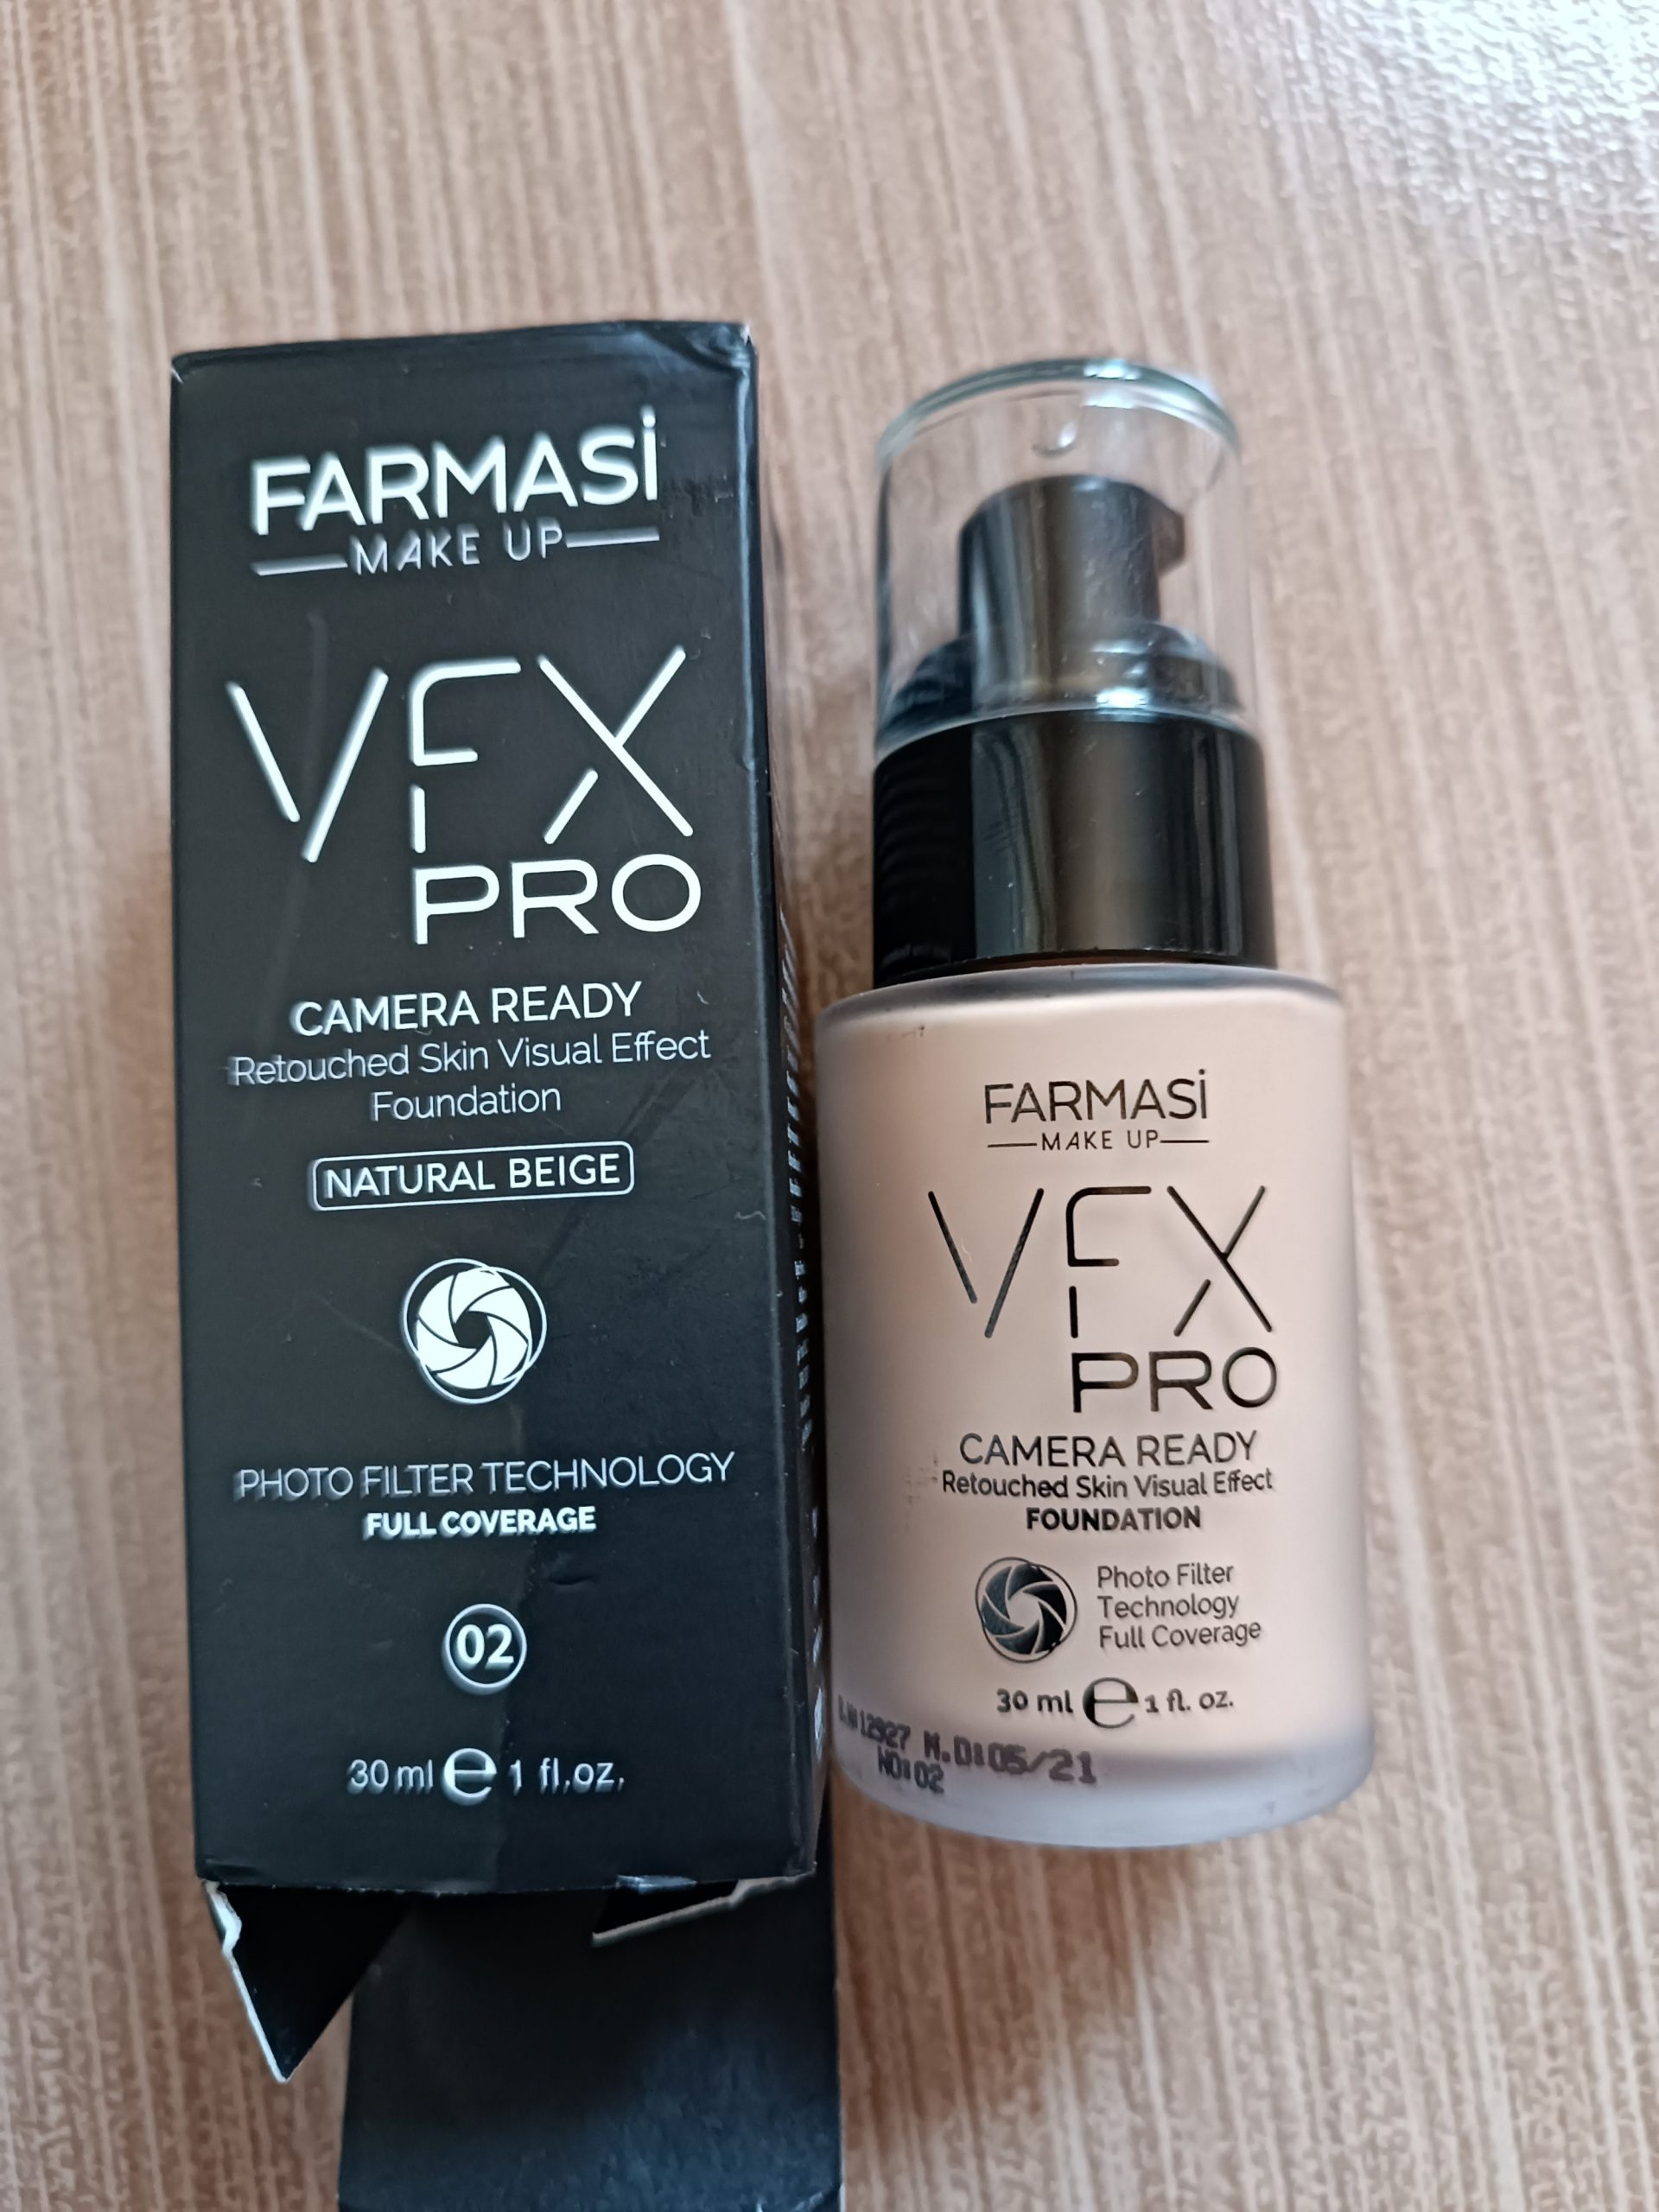 FARMASİ
MAKE UP
VFX
PRO
CAMERA READY
Retouched Skin Visual Effect
Foundation
NATURAL BEIGE
PHOTO FILTER TECHNOLOGY
FULL COVERAGE
02
30 ml e 1 fl.oz.
FARMASİ
MAKE UP
VFX
PRO
CAMERA READY
Retouched Skin Visual Effect
FOUNDATION
Photo Filter
Technology
Full Coverage
30 ml e 1 fl. oz.
12927 M.D:05/21
NO:02